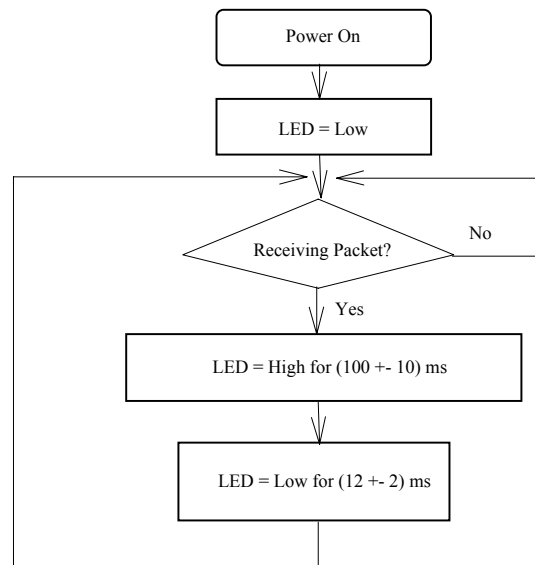 Power On
LED = Low
Receiving Packet?
No
Yes
LED = High for (100 +- 10) ms
LED = Low for (12 +- 2) ms